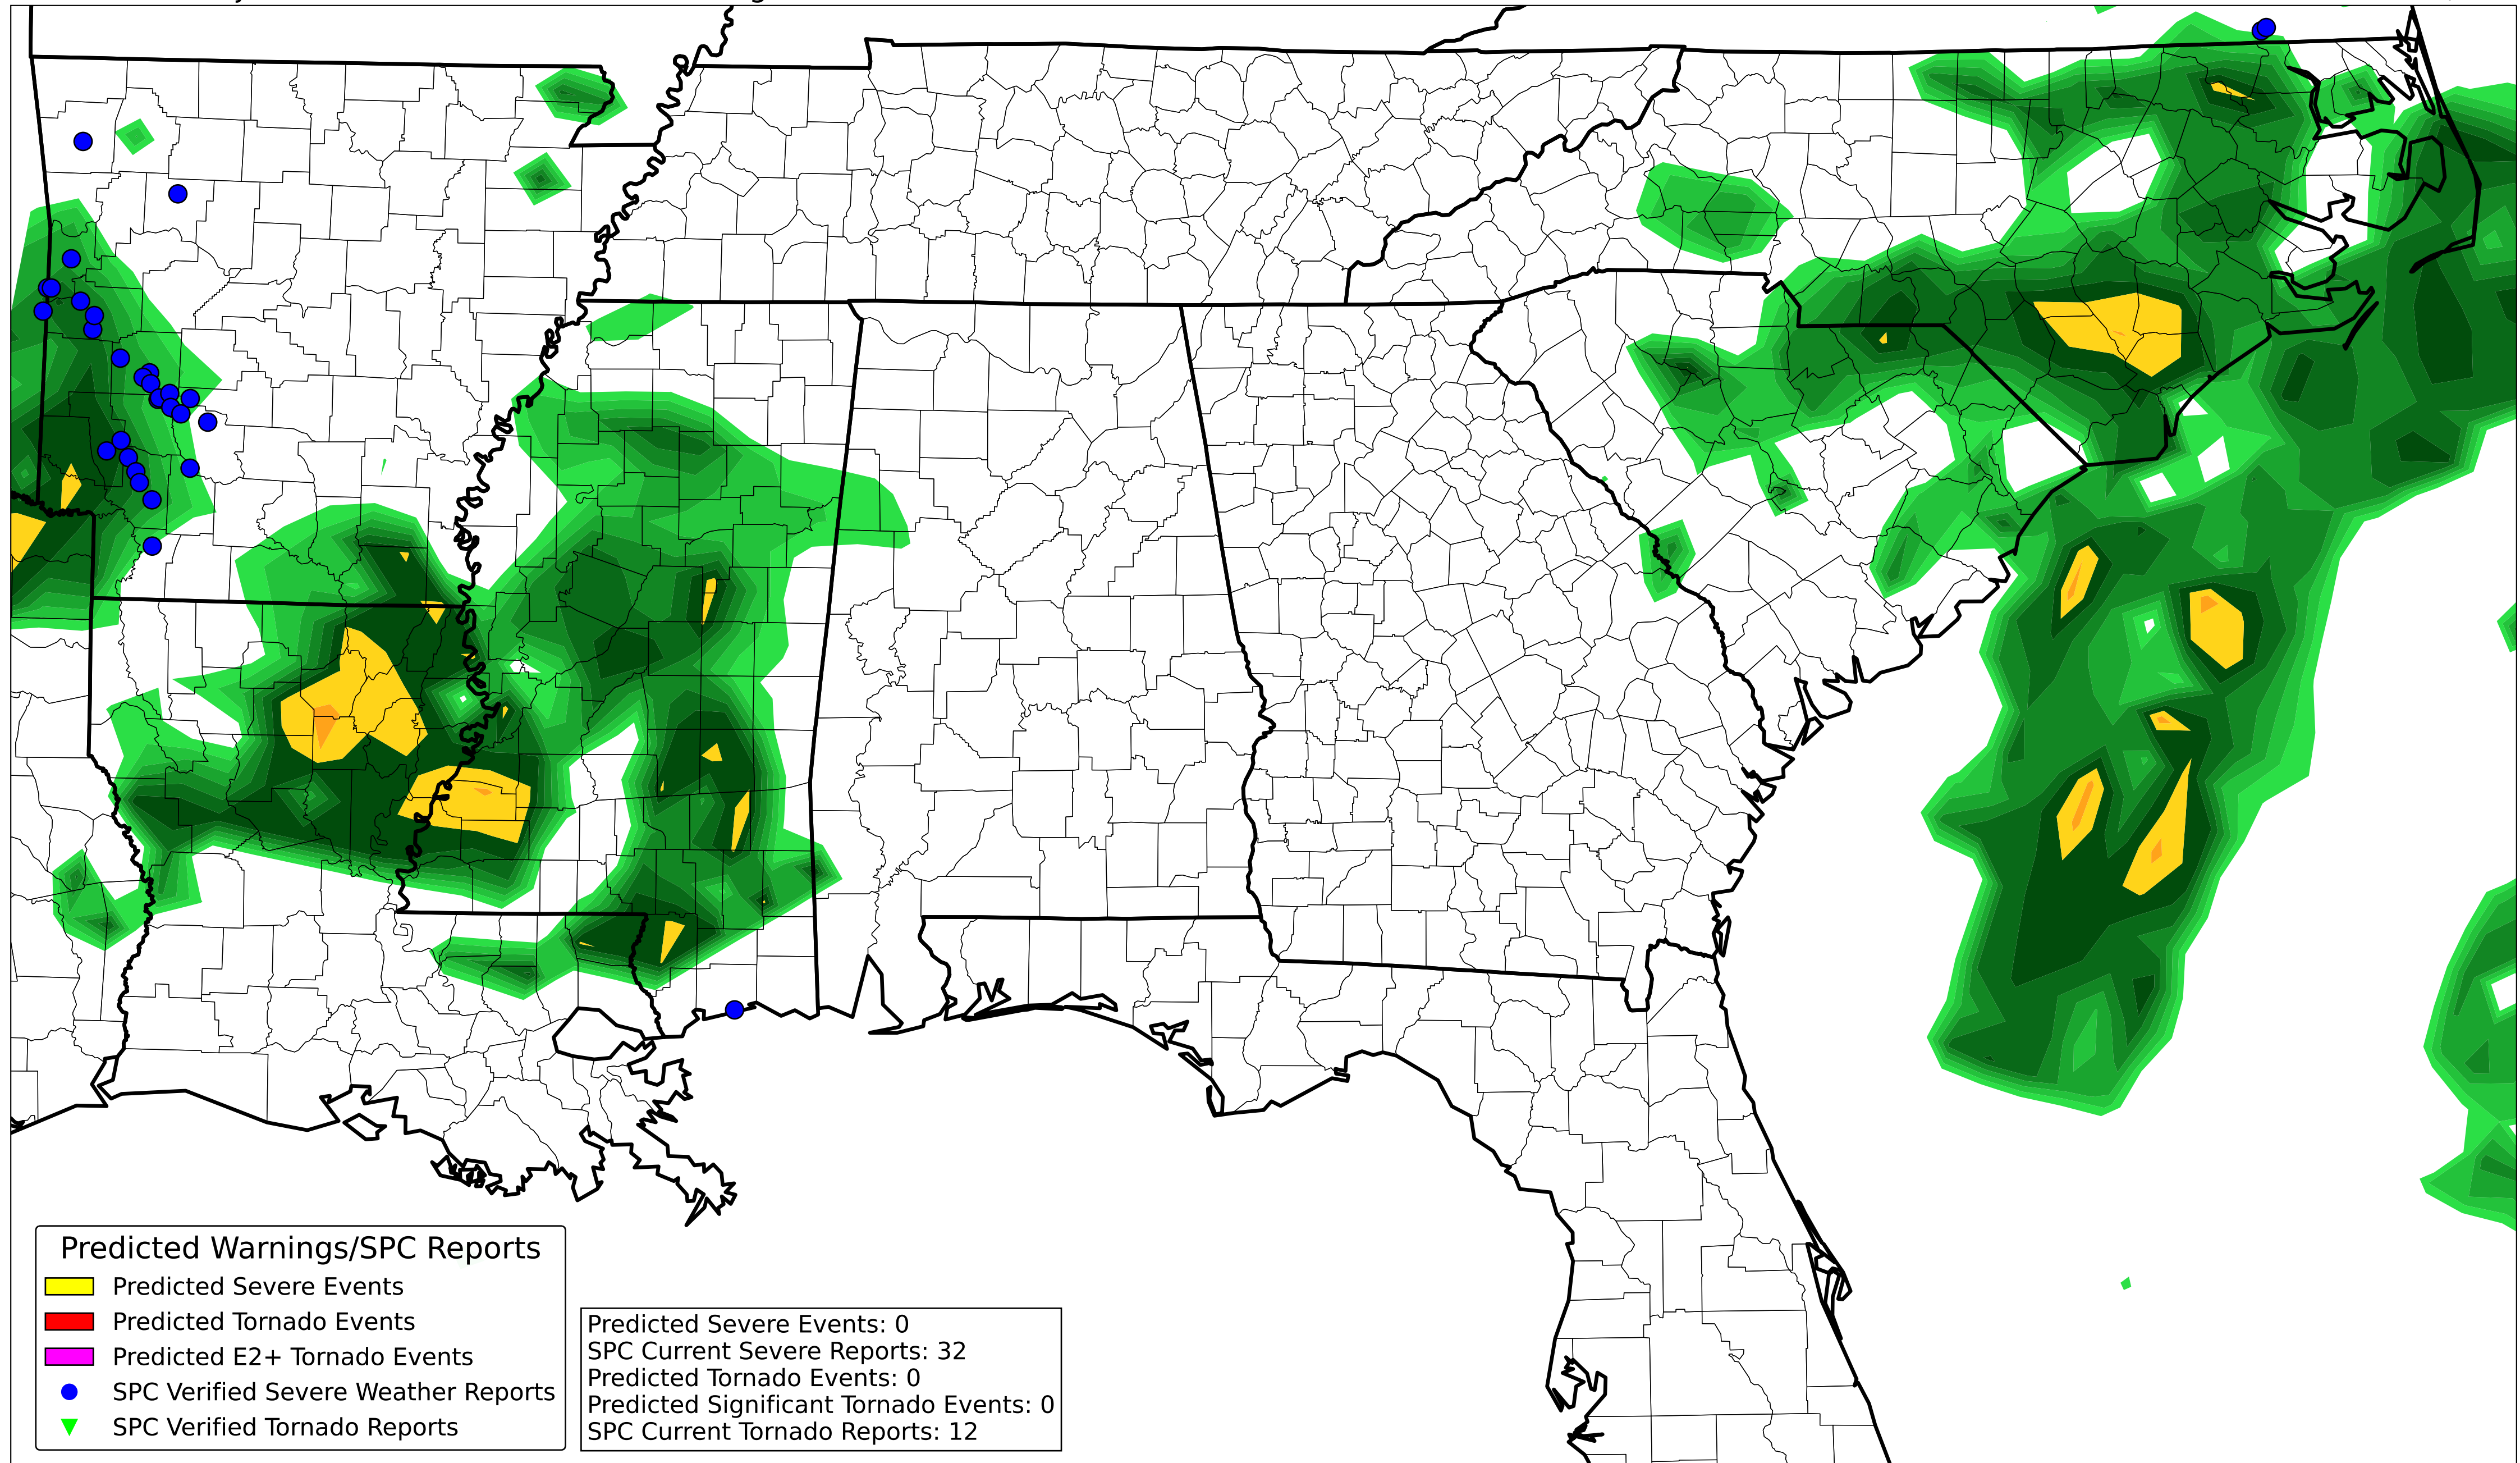 Predicted Warnings/SPC Reports
Predicted Severe Events
Predicted Tornado Events
Predicted E2+ Tornado Events
SPC Verified Severe Weather Reports
SPC Verified Tornado Reports
Predicted Severe Events: 0
SPC Current Severe Reports: 32
Predicted Tornado Events: 0
Predicted Significant Tornado Events: 0
SPC Current Tornado Reports: 12